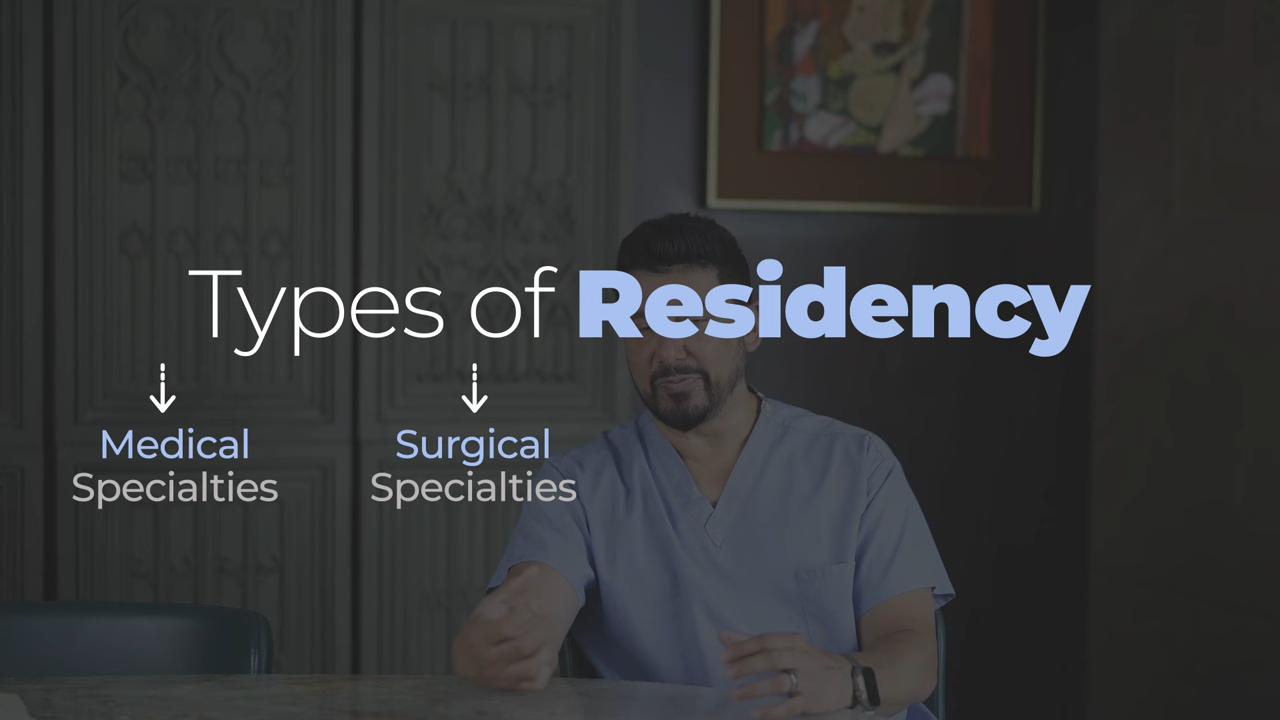 Types of Residency
Medical
Specialties
Surgical
Specialties